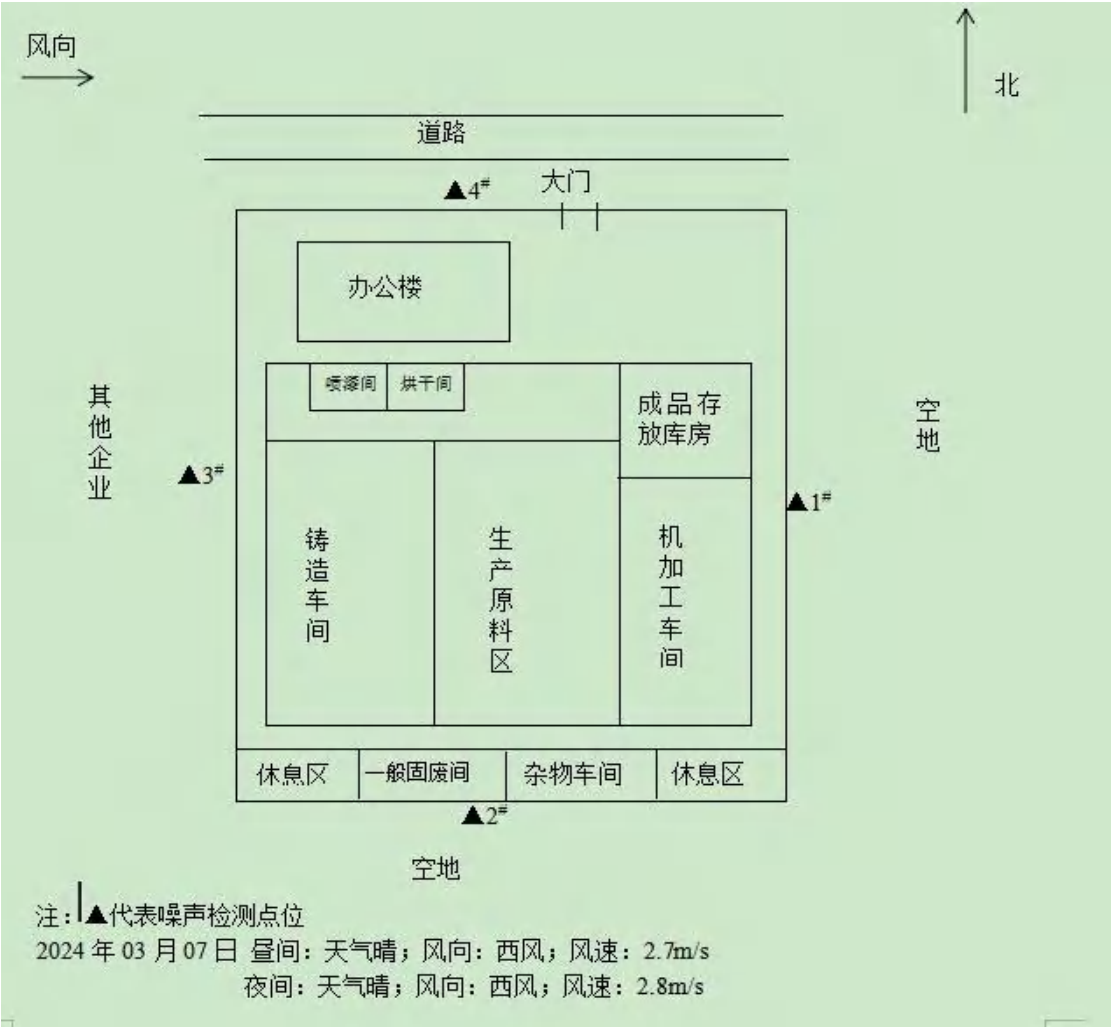 风向
北
道路
▲4#
大门
办公楼
喷漆间
烘干间
成品存
放库房
其他企业
空地
▲3#
▲1#
铸造车间
生产原料区
机加工车间
休息区
一般固废间
杂物车间
休息区
▲2#
空地
注:▲代表噪声检测点位
2024 年 03 月 07 日 昼间:天气晴;风向:西风;风速:2.7m/s
夜间:天气晴;风向:西风;风速:2.8m/s